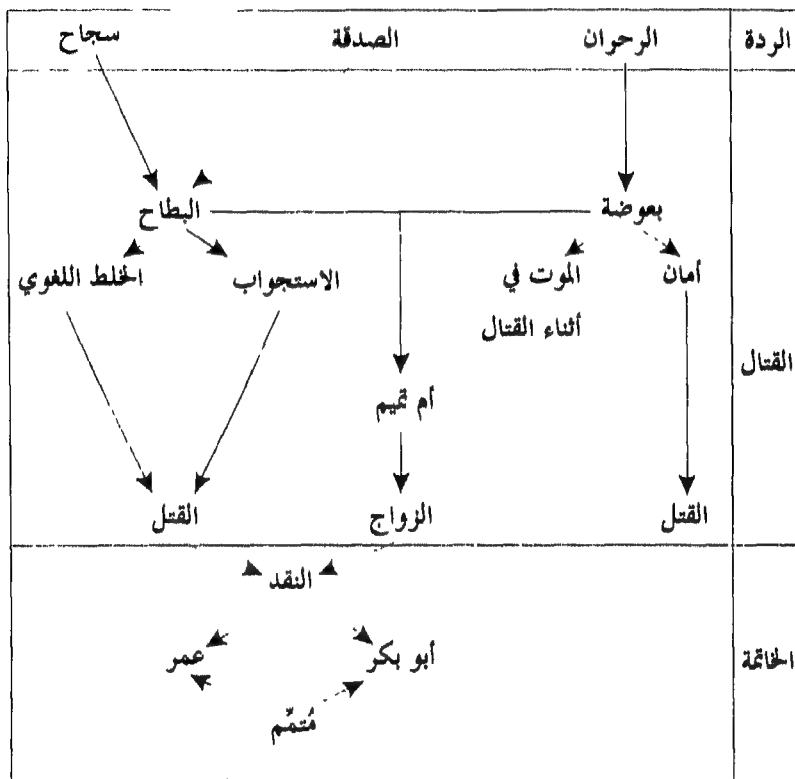 الردة الرحوان الصدقة سجاح
بعوضة البطاح
أمان الموت في الاستجواب الخلط اللغوي
أثناء القتال
القتال
أم تميم
القتل الزواج القتل
النقد
الخاتمة أبو بكر عمر
مُتمِّم